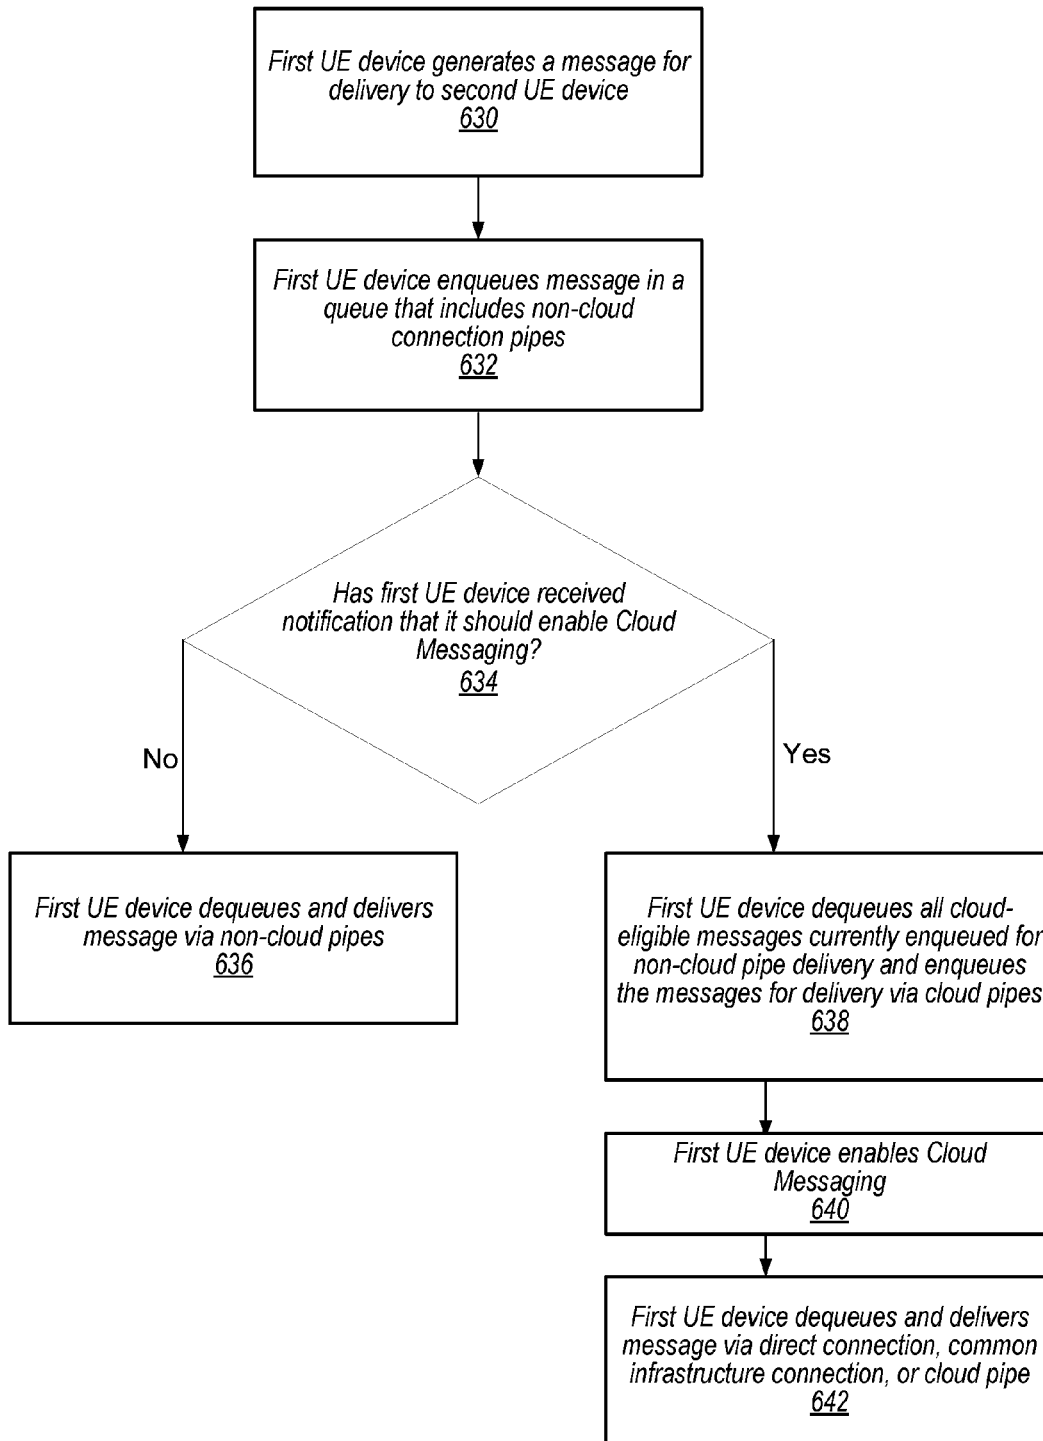 First UE device generates a message for
delivery to second UE device
630
First UE device enqueues message in a
queue that includes non-cloud
connection pipes
632
Has first UE device received
notification that it should enable Cloud
Messaging?
634
No
Yes
First UE device dequeues and delivers
message via non-cloud pipes
636
First UE device dequeues all cloud-
eligible messages currently enqueued for
non-cloud pipe delivery and enqueues
the messages for delivery via cloud pipes
638
First UE device enables Cloud
Messaging
640
First UE device dequeues and delivers
message via direct connection, common
infrastructure connection, or cloud pipe
642